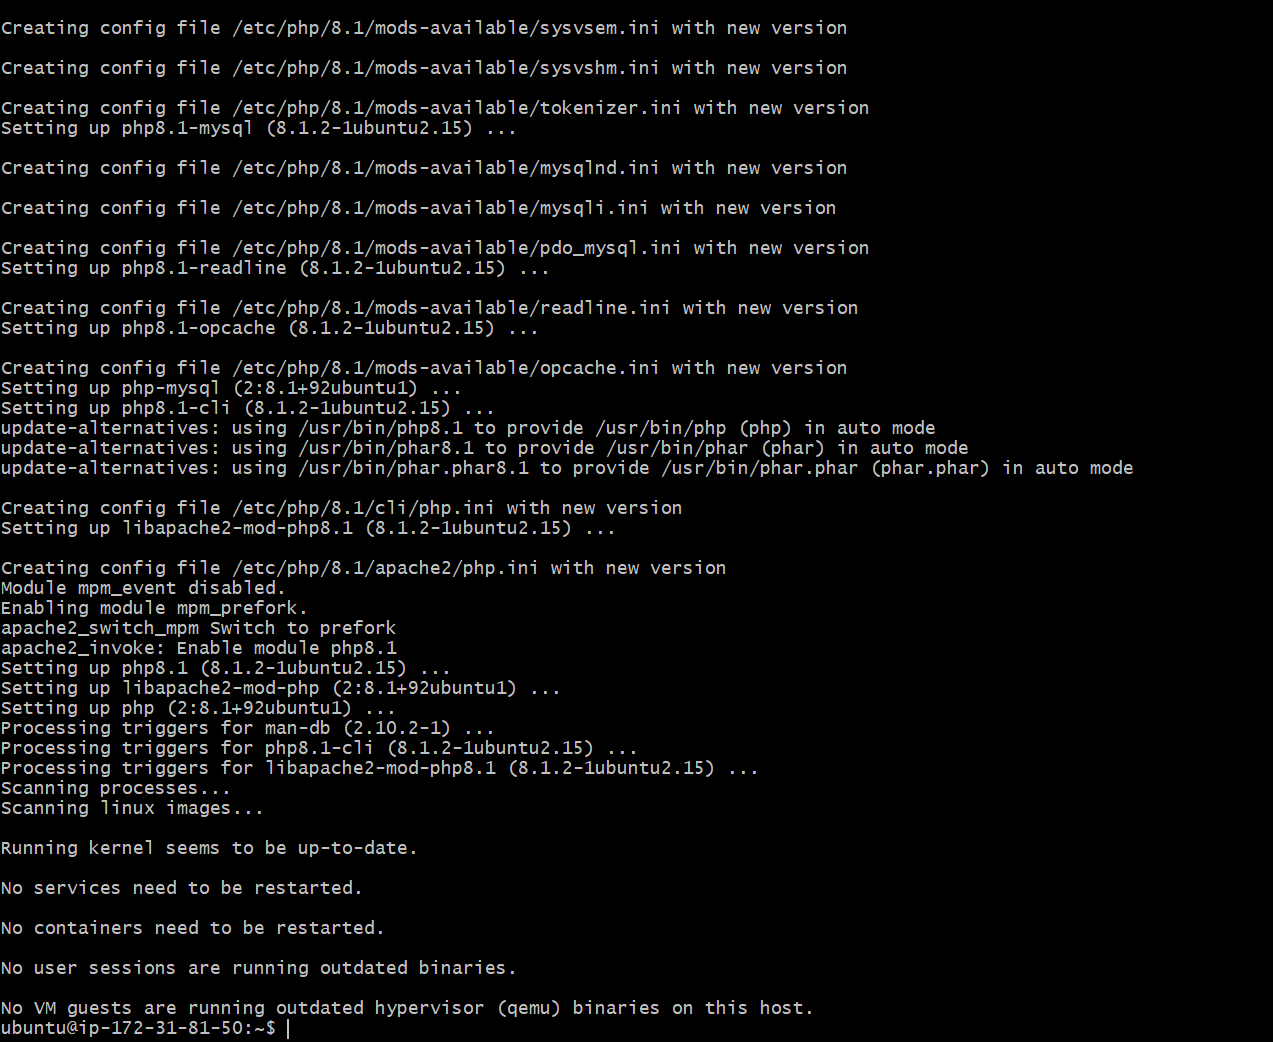 Creating config file /etc/php/8.1/mods-available/sysvsem.ini with new version
Creating config file /etc/php/8.1/mods-available/sysvshm.ini with new version
Creating config file /etc/php/8.1/mods-available/tokenizer.ini with new version
Setting up php8.1-mysql (8.1.2-1ubuntu2.15) ...
Creating config file /etc/php/8.1/mods-available/mysqlnd.ini with new version
Creating config file /etc/php/8.1/mods-available/mysqli.ini with new version
Creating config file /etc/php/8.1/mods-available/pdo_mysql.ini with new version
Setting up php8.1-readline (8.1.2-1ubuntu2.15) ...
Creating config file /etc/php/8.1/mods-available/readline.ini with new version
Setting up php8.1-opcache (8.1.2-1ubuntu2.15) ...
Creating config file /etc/php/8.1/mods-available/opcache.ini with new version
Setting up php-mysql (2:8.1+92ubuntu1) ...
Setting up php8.1-cli (8.1.2-1ubuntu2.15) ...
update-alternatives: using /usr/bin/php8.1 to provide /usr/bin/php (php) in auto mode
update-alternatives: using /usr/bin/phar8.1 to provide /usr/bin/phar (phar) in auto mode
update-alternatives: using /usr/bin/phar.phar8.1 to provide /usr/bin/phar.phar (phar.phar) in auto mode
Creating config file /etc/php/8.1/cli/php.ini with new version
Setting up libapache2-mod-php8.1 (8.1.2-1ubuntu2.15) ...
Creating config file /etc/php/8.1/apache2/php.ini with new version
Module mpm_event disabled.
Enabling module mpm_prefork.
apache2_switch_mpm Switch to prefork
apache2_invoke: Enable module php8.1
Setting up php8.1 (8.1.2-1ubuntu2.15) ...
Setting up libapache2-mod-php (2:8.1+92ubuntu1) ...
Setting up php (2:8.1+92ubuntu1) ...
Processing triggers for man-db (2.10.2-1) ...
Processing triggers for php8.1-cli (8.1.2-1ubuntu2.15) ...
Processing triggers for libapache2-mod-php8.1 (8.1.2-1ubuntu2.15) ...
Scanning processes...
Scanning linux images...
Running kernel seems to be up-to-date.
No services need to be restarted.
No containers need to be restarted.
No user sessions are running outdated binaries.
No VM guests are running outdated hypervisor (qemu) binaries on this host.
ubuntu@ip-172-31-81-50:~$